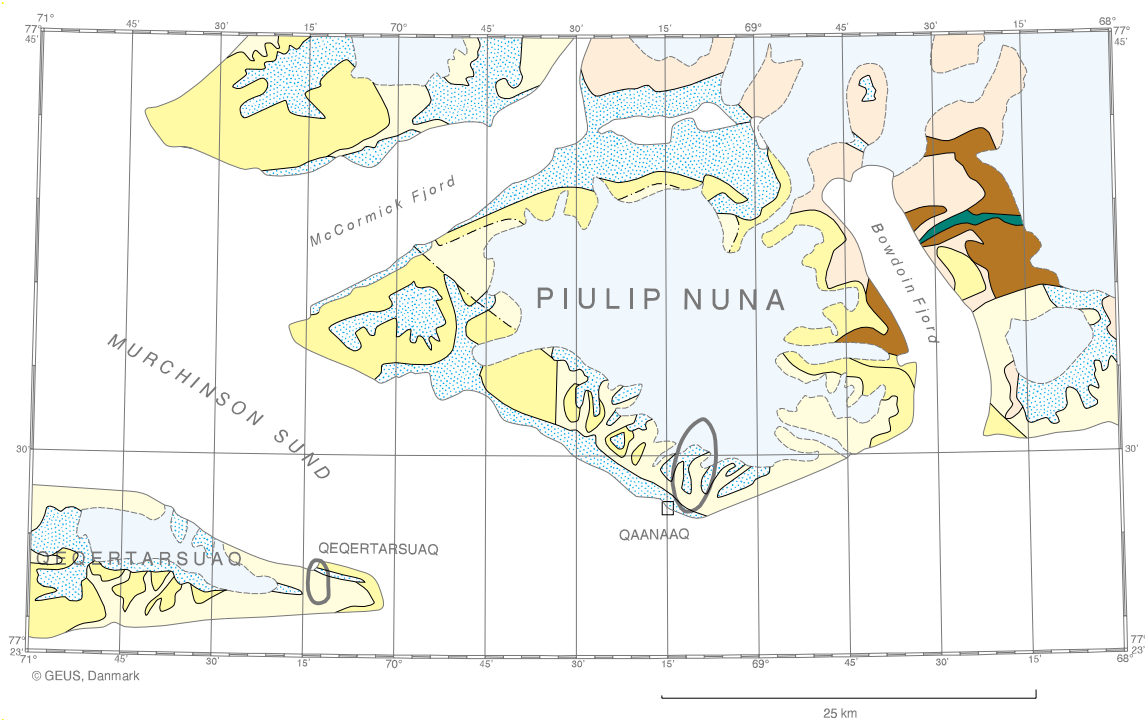 71° 45' 30' 15' 70° 45' 30' 15' 69° 45' 30' 15' 68°
77° 45'
77° 45'
McCormick Fjord
Bowdoin Fjord
PIULIP NUNA
MURCHINSON SUND
30'
30'
QAANAAQ
QEQERTARSUAQ
QEQERTARSUAQ
77° 23'
77° 23'
71° 45' 30' 15' 70° 45' 30' 15' 69° 45' 30' 15' 68°
© GEUS, Danmark
25 km